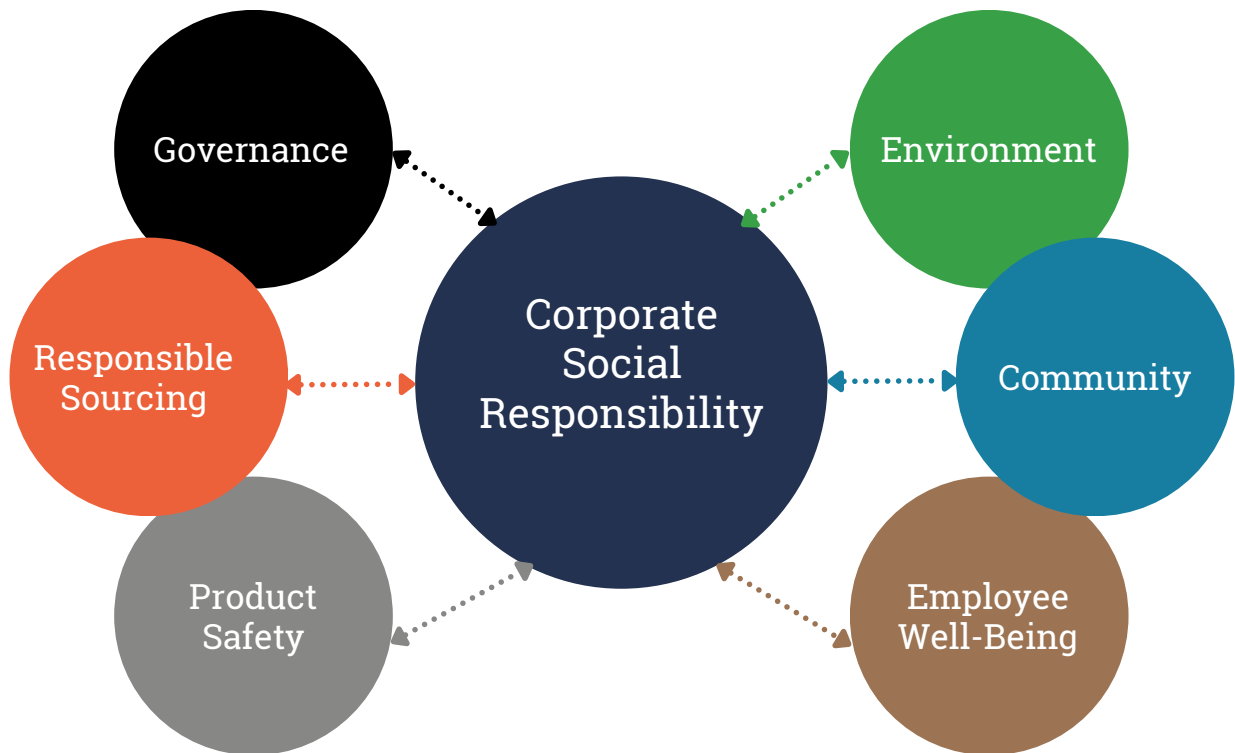 Governance
Environment
Corporate
Social
Responsibility
Responsible
Sourcing
Community
Product
Safety
Employee
Well-Being